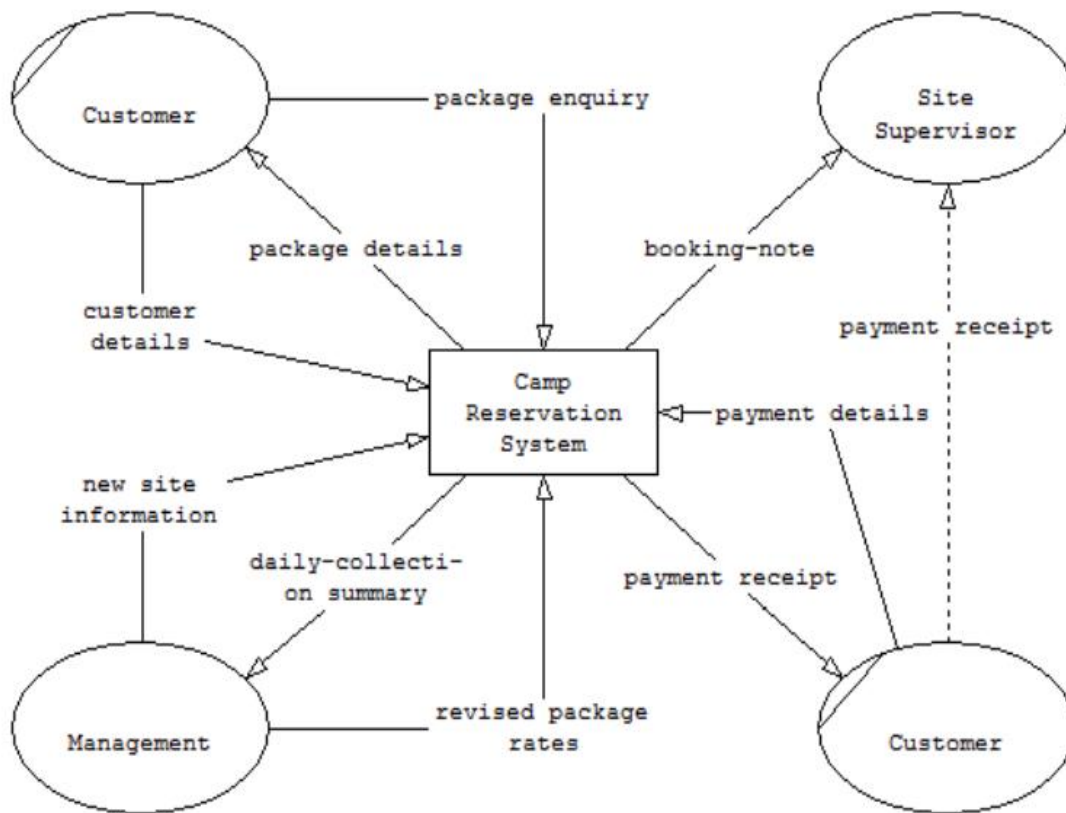 package enquiry
Customer
Site
Supervisor
package details
booking-note
customer
details
payment receipt
Camp
Reservation
System
payment details
new site
information
daily-collecti-
on summary
payment receipt
revised package
rates
Management
Customer